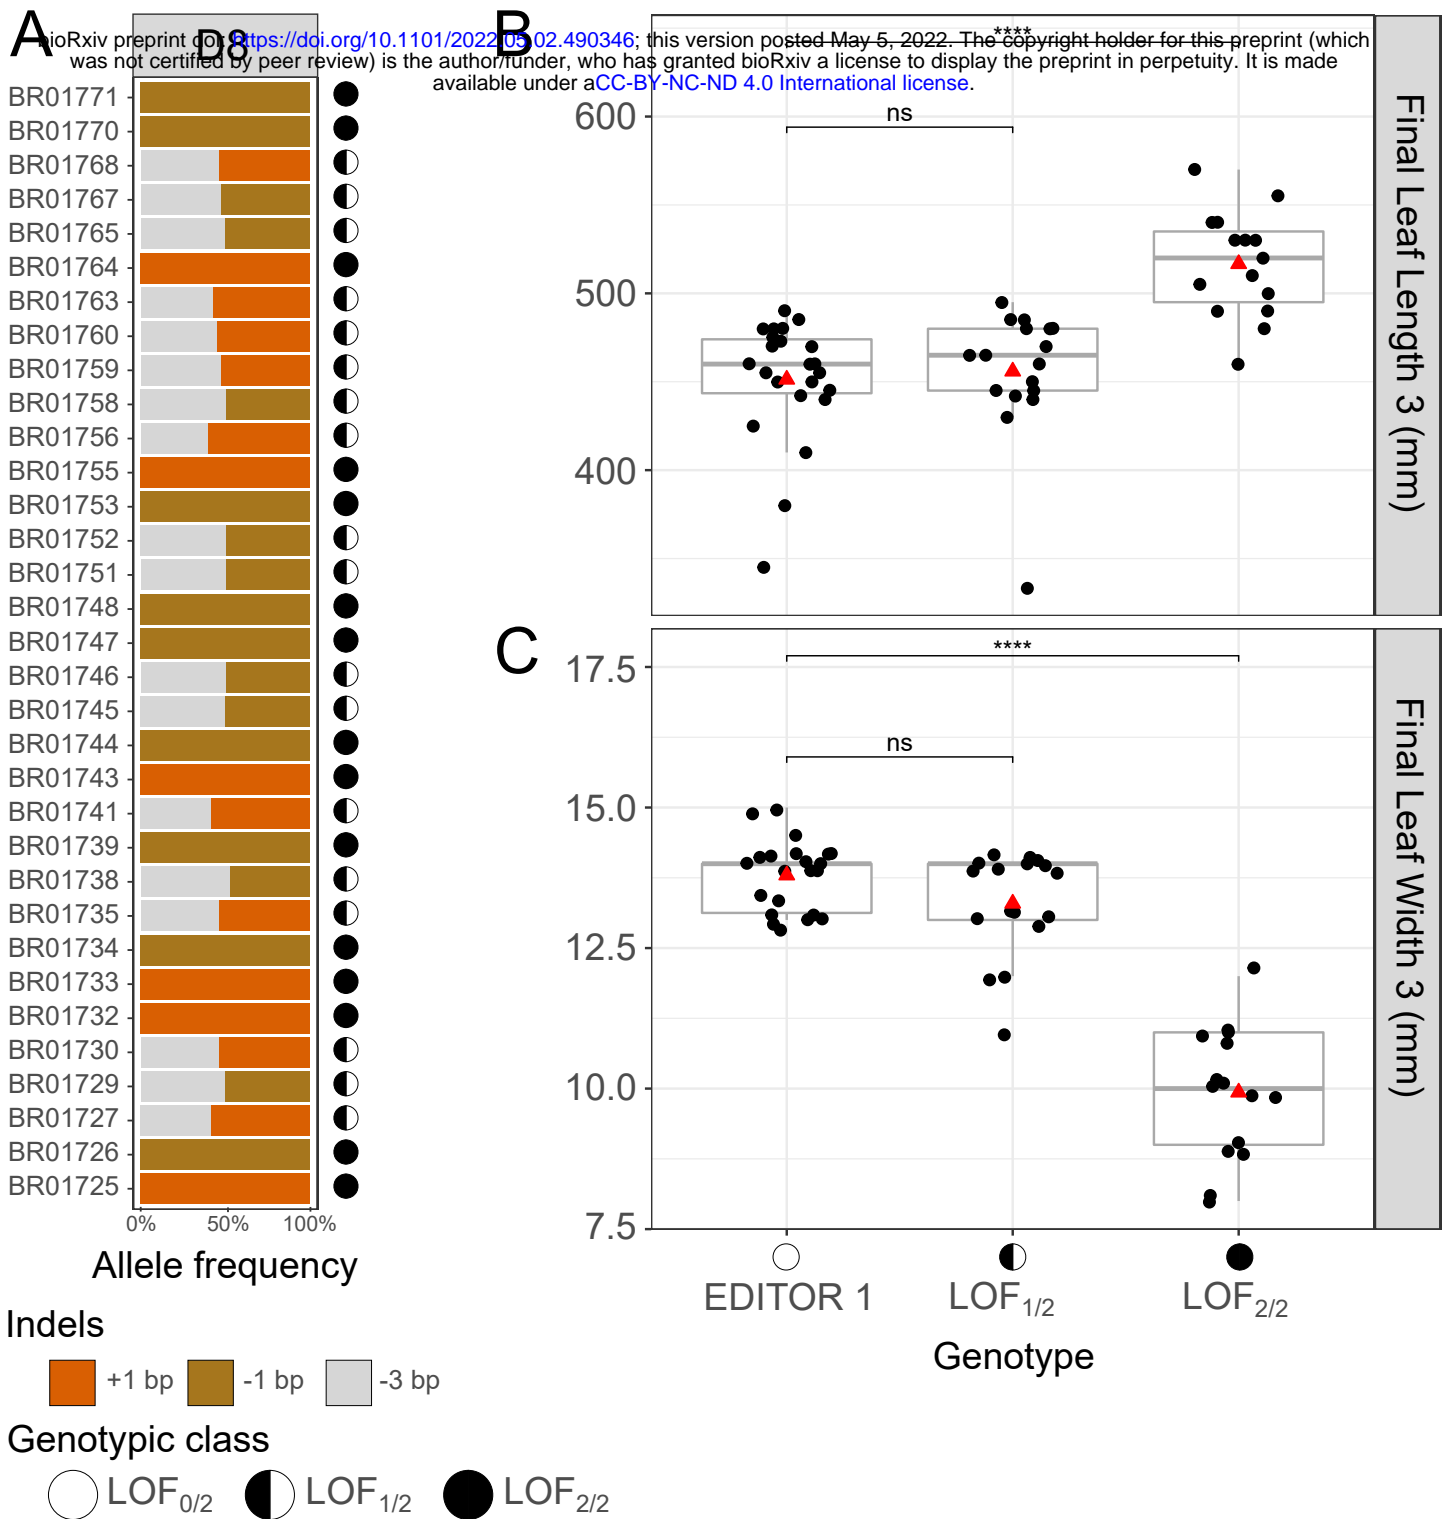 A
D8
B
bioRxiv preprint doi: https://doi.org/10.1101/2022.05.02.490346; this version posted May 5, 2022. The copyright holder for this preprint (which
was not certified by peer review) is the author/funder, who has granted bioRxiv a license to display the preprint in perpetuity. It is made
available under aCC-BY-NC-ND 4.0 International license.
BR01771
BR01770
BR01768
BR01767
BR01765
BR01764
BR01763
BR01760
BR01759
BR01758
BR01756
BR01755
BR01753
BR01752
BR01751
BR01748
BR01747
BR01746
BR01745
BR01744
BR01743
BR01741
BR01739
BR01738
BR01735
BR01734
BR01733
BR01732
BR01730
BR01729
BR01727
BR01726
BR01725
0% 50% 100%
Allele frequency
Indels
+1 bp -1 bp -3 bp
Genotypic class
LOF0/2 LOF1/2 LOF2/2
****
ns
600
500
400
Final Leaf Length 3 (mm)
C
****
ns
17.5
15.0
12.5
10.0
7.5
Final Leaf Width 3 (mm)
EDITOR 1 LOF1/2 LOF2/2
Genotype